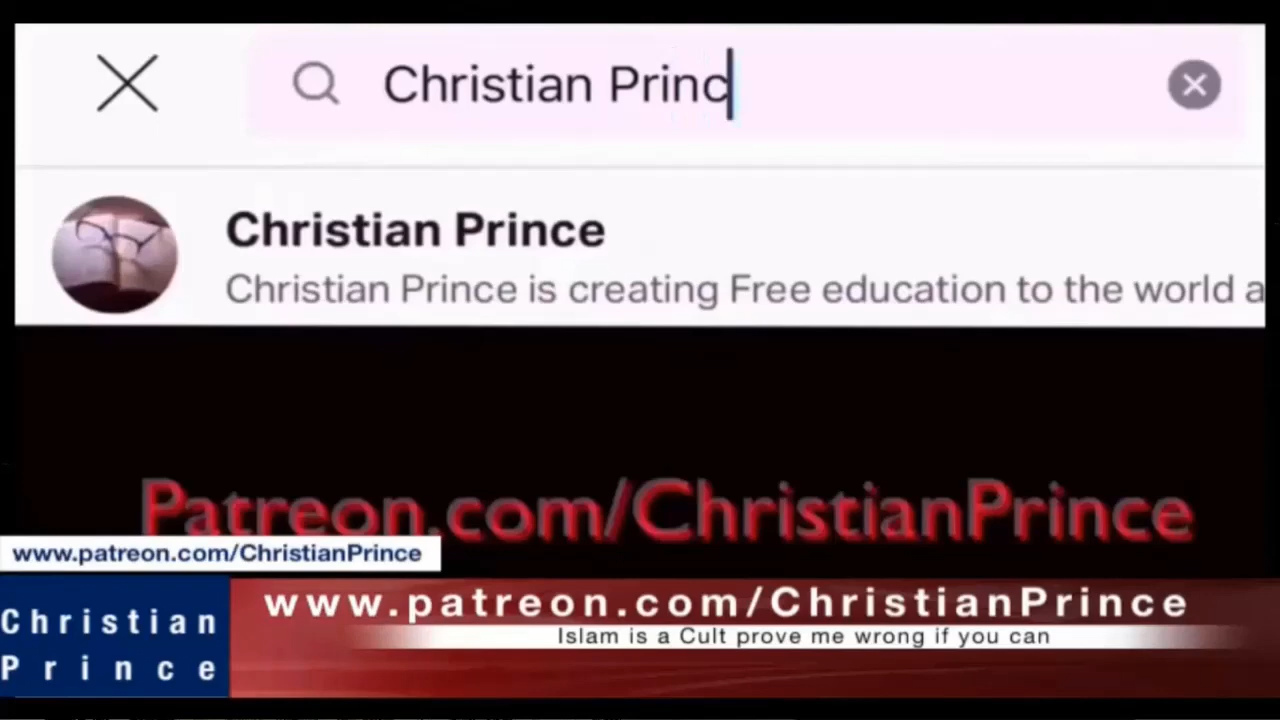 Christian Princ
Christian Prince
Christian Prince is creating Free education to the world a
Patreon.com/ChristianPrince
www.patreon.com/ChristianPrince
Christian
Prince
www.patreon.com/ChristianPrince
Islam is a Cult prove me wrong if you can